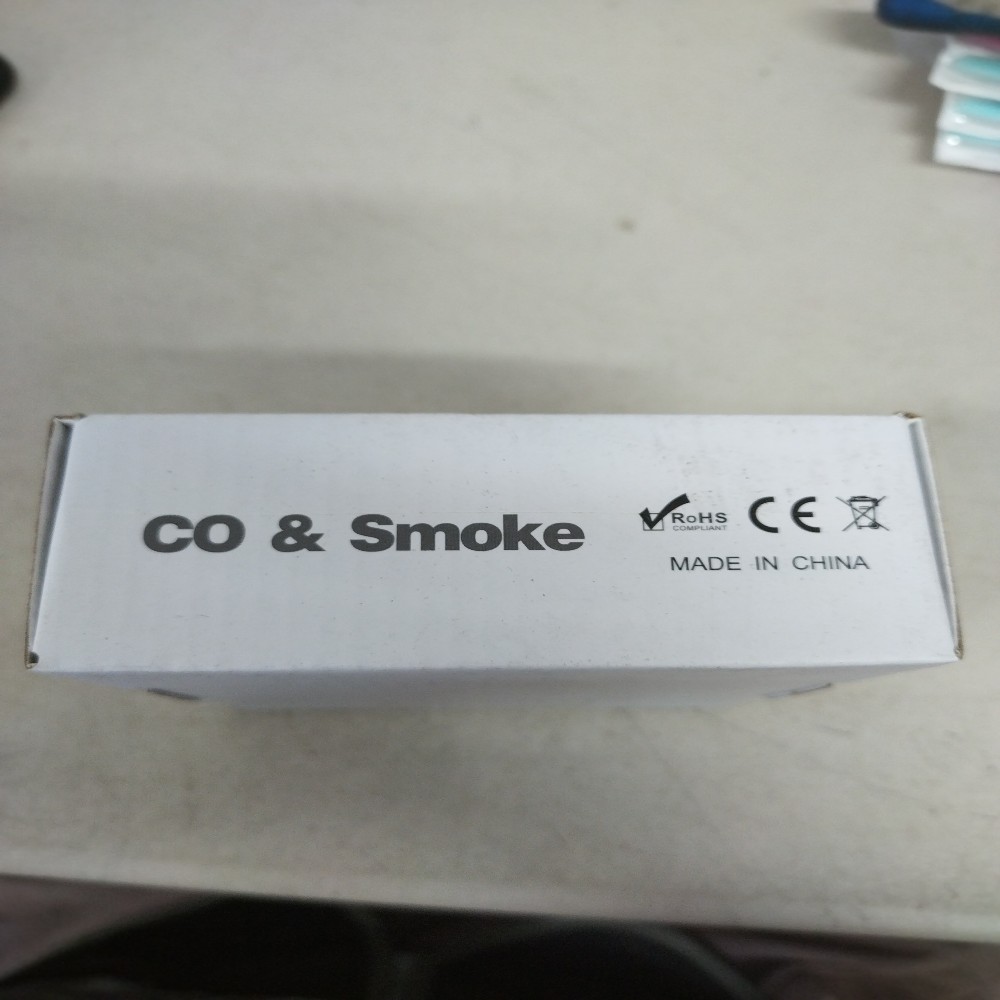 CO & Smoke
RoHS
COMPLIANT
CE
MADE IN CHINA